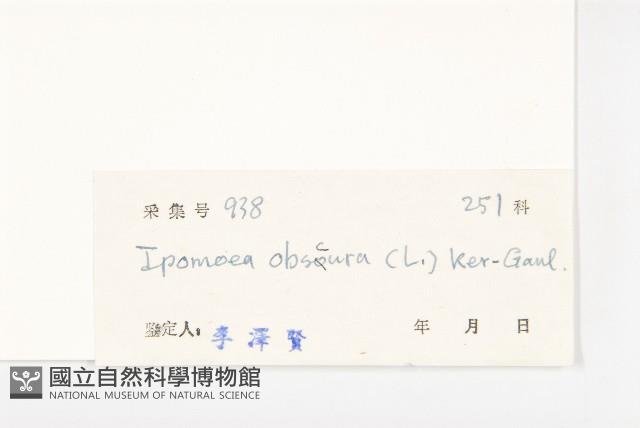 采集号 938 251 科
Ipomoea obscura (L.) Ker-Gawl.
鉴定人: 李澤賢 年 月 日
國立自然科學博物館
NATIONAL MUSEUM OF NATURAL SCIENCE